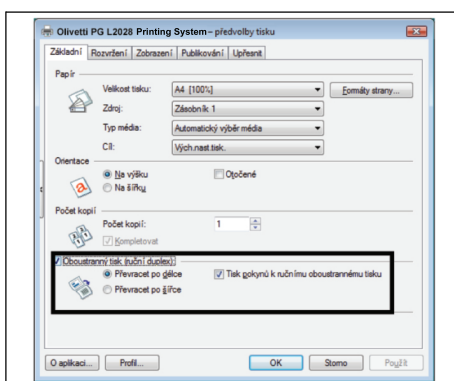 Olivetti PG L2028 Printing System – předvolby tisku
Základní Rozvržení Zobrazení Publikování Upřesnit
Papír
Velikost tisku: A4 [100%] Formáty strany...
Zdroj: Zásobník 1
Typ média: Automatický výběr média
Cíl: Vých.nast.tisk.
Orientace
Na výšku Otočené
Na šířku
Počet kopií
Počet kopií: 1
Kompletovat
Oboustranný tisk (ruční duplex):
Převracet po délce Tisk pokynů k ručnímu oboustrannému tisku
Převracet po šířce
O aplikaci... Profil... OK Storno Použít